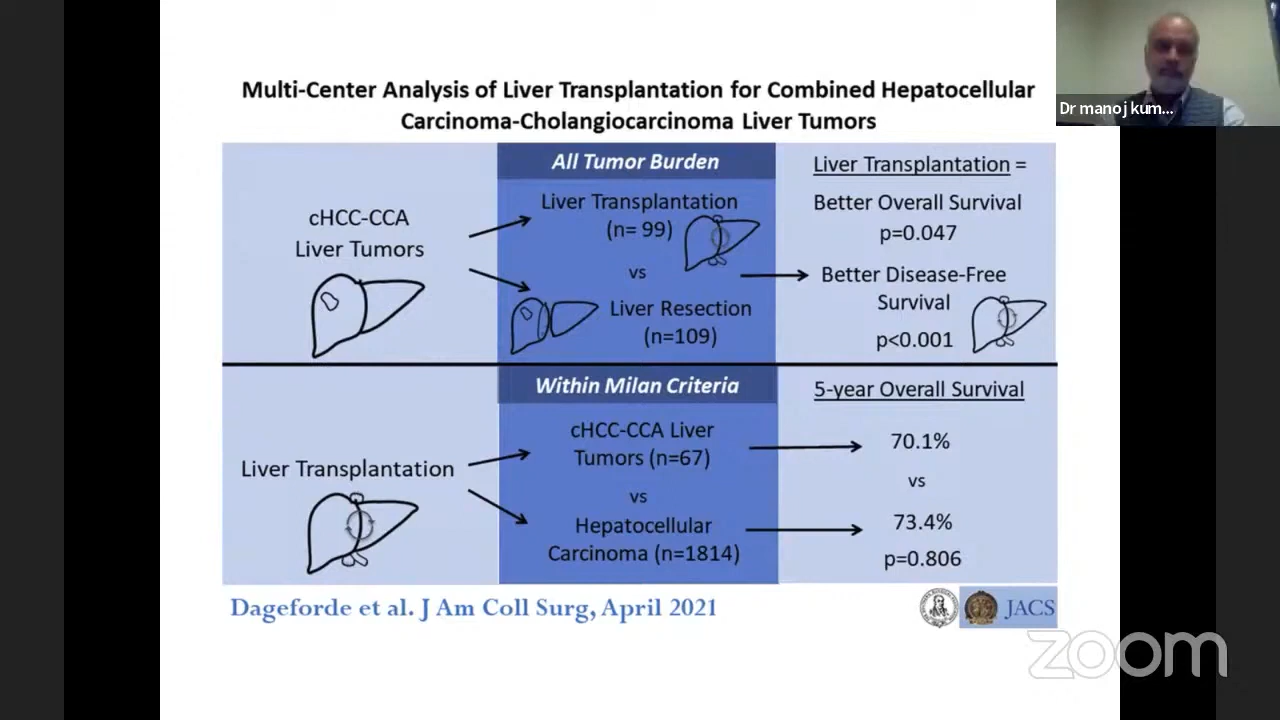 Multi-Center Analysis of Liver Transplantation for Combined Hepatocellular
Carcinoma-Cholangiocarcinoma Liver Tumors
Dr manoj kum...
cHCC-CCA
Liver Tumors
All Tumor Burden
Liver Transplantation
(n= 99)
vs
Liver Resection
(n=109)
Liver Transplantation =
Better Overall Survival
p=0.047
Better Disease-Free
Survival
p<0.001
Liver Transplantation
Within Milan Criteria
cHCC-CCA Liver
Tumors (n=67)
vs
Hepatocellular
Carcinoma (n=1814)
5-year Overall Survival
70.1%
vs
73.4%
p=0.806
Dageforde et al. J Am Coll Surg, April 2021
JACS
zoom